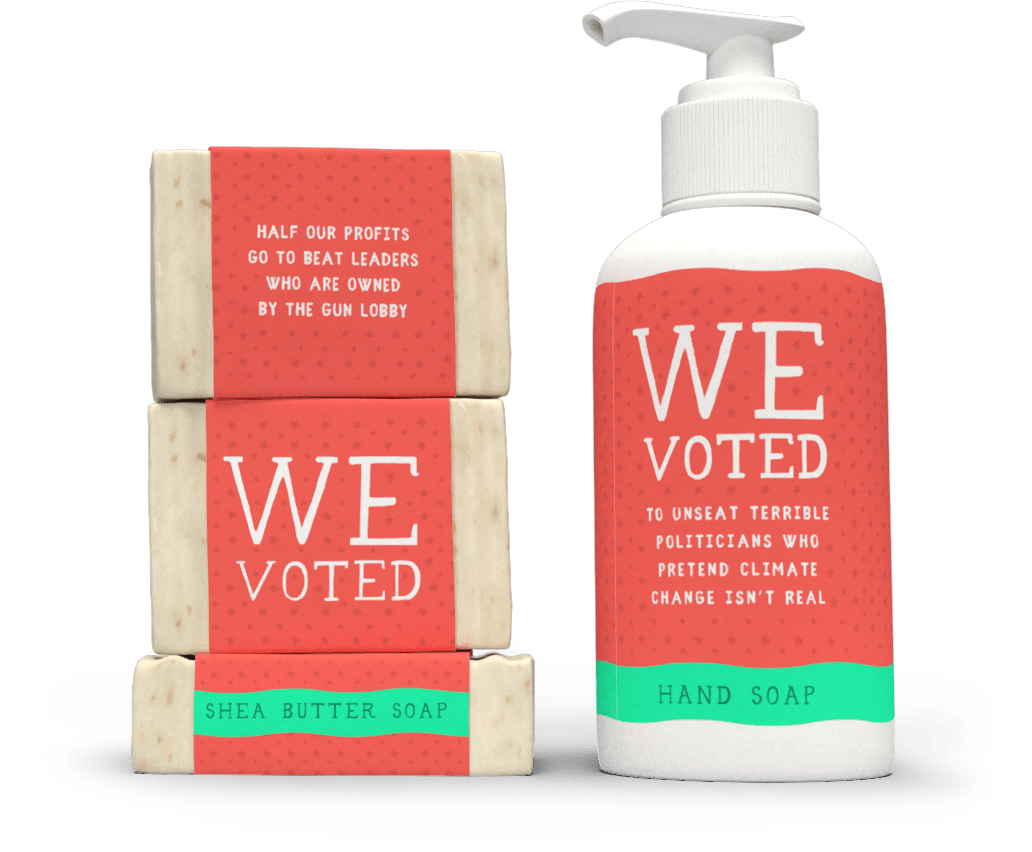 HALF OUR PROFITS
GO TO BEAT LEADERS
WHO ARE OWNED
BY THE GUN LOBBY
WE
VOTED
SHEA BUTTER SOAP
WE
VOTED
TO UNSEAT TERRIBLE
POLITICIANS WHO
PRETEND CLIMATE
CHANGE ISN'T REAL
HAND SOAP